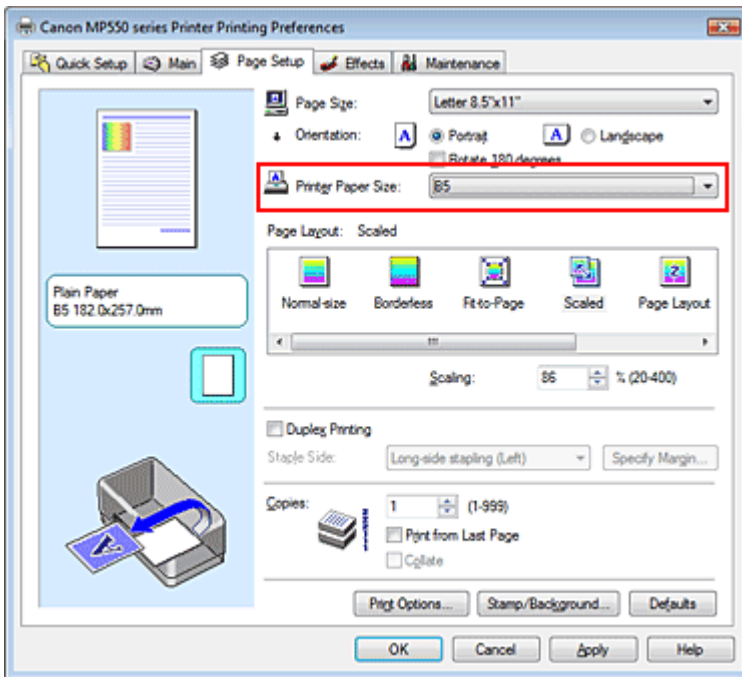 Canon MP550 series Printer Printing Preferences
Quick Setup Main Page Setup Effects Maintenance
Page Size: Letter 8.5"x11"
Orientation: A Portrait A Landscape
Rotate 180 degrees
Printer Paper Size: B5
Page Layout: Scaled
Normal-size Borderless Fit-to-Page Scaled Page Layout
Plain Paper
B5 182.0x257.0mm
Scaling: 86 % (20-400)
Duplex Printing
Staple Side: Long-side stapling (Left) Specify Margin...
Copies: 1 (1-999)
Print from Last Page
Collate
Print Options... Stamp/Background... Defaults
OK Cancel Apply Help